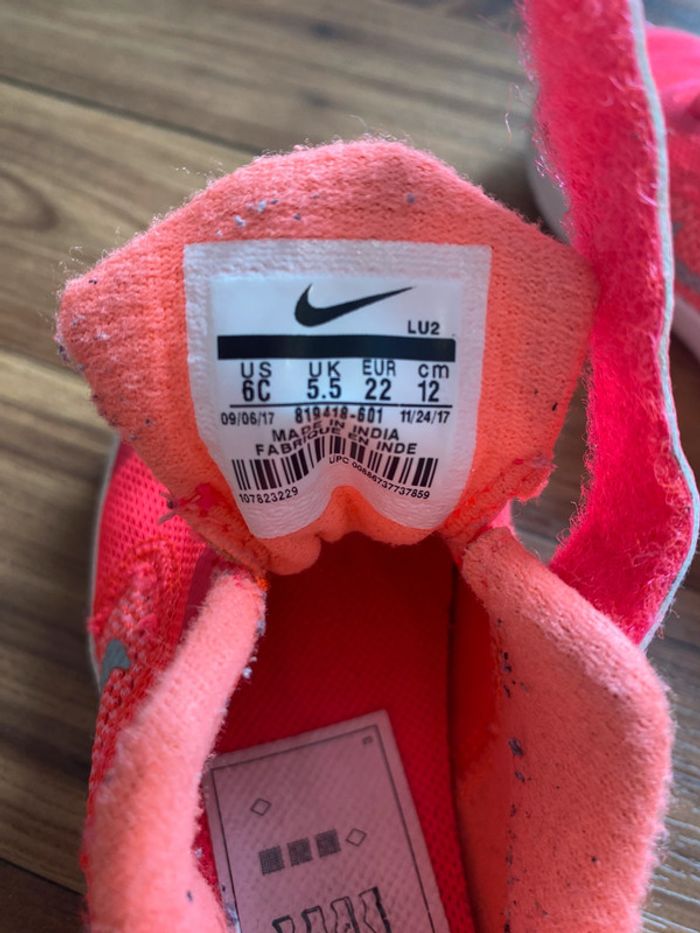 LU2
US UK EUR cm
6C 5.5 22 12
09/06/17 819418-601 11/24/17
MADE IN INDIA
FABRIQUE EN INDE
UPC 00886737737859
107823229